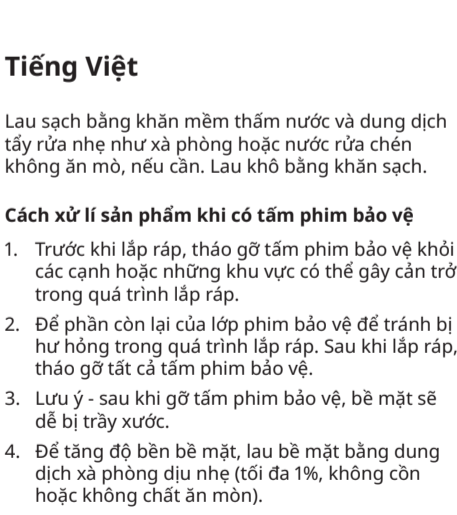 Tiếng Việt
Lau sạch bằng khăn mềm thấm nước và dung dịch
tẩy rửa nhẹ như xà phòng hoặc nước rửa chén
không ăn mò, nếu cần. Lau khô bằng khăn sạch.
Cách xử lí sản phẩm khi có tấm phim bảo vệ
1. Trước khi lắp ráp, tháo gỡ tấm phim bảo vệ khỏi
các cạnh hoặc những khu vực có thể gây cản trở
trong quá trình lắp ráp.
2. Để phần còn lại của lớp phim bảo vệ để tránh bị
hư hỏng trong quá trình lắp ráp. Sau khi lắp ráp,
tháo gỡ tất cả tấm phim bảo vệ.
3. Lưu ý - sau khi gỡ tấm phim bảo vệ, bề mặt sẽ
dễ bị trầy xước.
4. Để tăng độ bền bề mặt, lau bề mặt bằng dung
dịch xà phòng dịu nhẹ (tối đa 1%, không cồn
hoặc không chất ăn mòn).